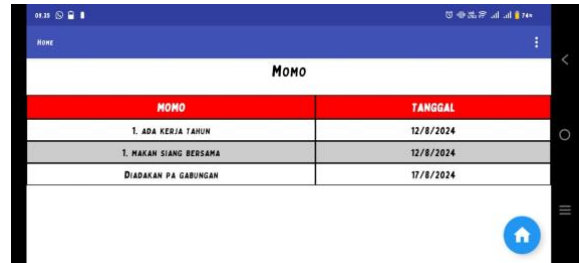 09.35 74%
Home
Momo
MOMO TANGGAL
1. ADA KERJA TAHUN 12/8/2024
1. MAKAN SIANG BERSAMA 12/8/2024
DIADAKAN PA GABUNGAN 17/8/2024